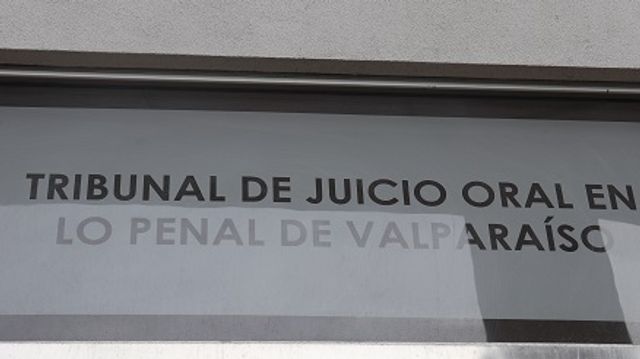 TRIBUNAL DE JUICIO ORAL EN
LO PENAL DE VALPARAÍSO